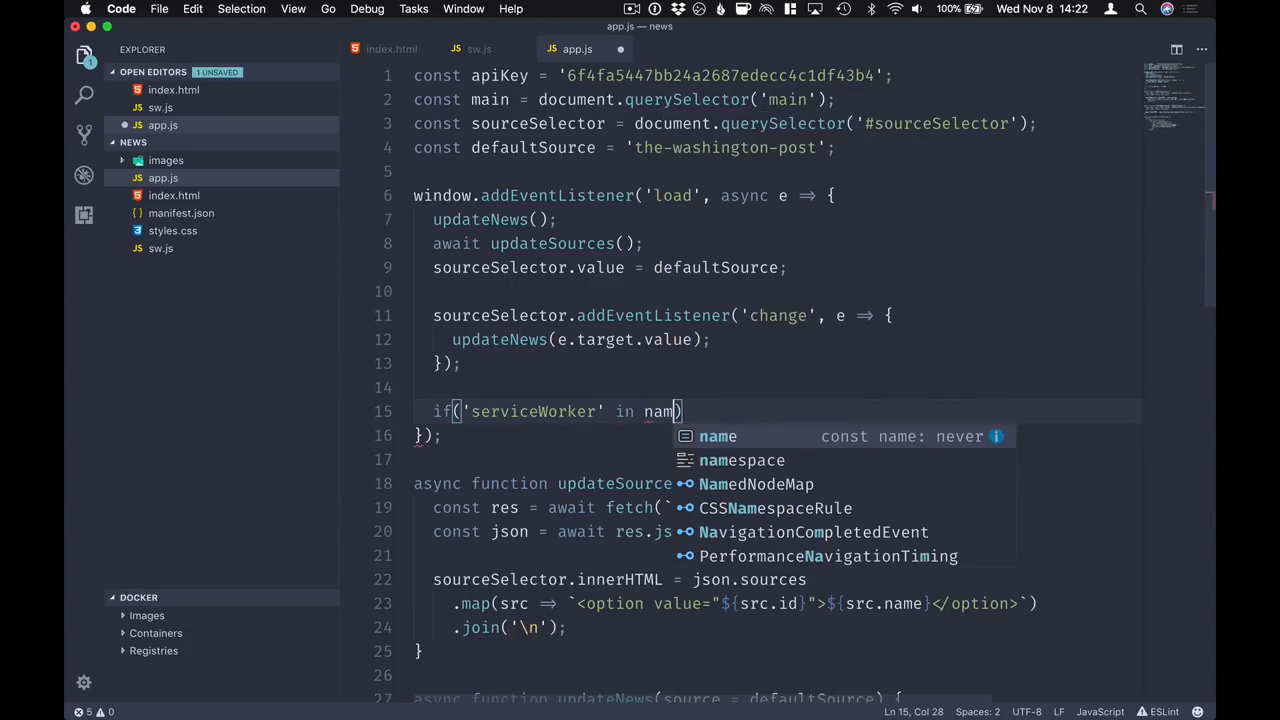 Code File Edit Selection View Go Debug Tasks Window Help 100% Wed Nov 8 14:22
app.js — news
EXPLORER
OPEN EDITORS 1 UNSAVED
index.html
sw.js
app.js
NEWS
images
app.js
index.html
manifest.json
styles.css
sw.js
DOCKER
Images
Containers
Registries
index.html sw.js app.js
1 const apiKey = '6f4fa5447bb24a2687edecc4c1df43b4';
2 const main = document.querySelector('main');
3 const sourceSelector = document.querySelector('#sourceSelector');
4 const defaultSource = 'the-washington-post';
5
6 window.addEventListener('load', async e ⇒ {
7 updateNews();
8 await updateSources();
9 sourceSelector.value = defaultSource;
10
11 sourceSelector.addEventListener('change', e ⇒ {
12 updateNews(e.target.value);
13 });
14
15 if('serviceWorker' in nam)
16 });
17
18 async function updateSource
19 const res = await fetch(`
20 const json = await res.js
21
22 sourceSelector.innerHTML = json.sources
23 .map(src ⇒ `<option value="${src.id}">${src.name}</option>`)
24 .join('\n');
25 }
26
27 async function updateNews(source = defaultSource) {
name const name: never
namespace
NamedNodeMap
CSSNamespaceRule
NavigationCompletedEvent
PerformanceNavigationTiming
5 0 Ln 15, Col 28 Spaces: 2 UTF-8 LF JavaScript ESLint